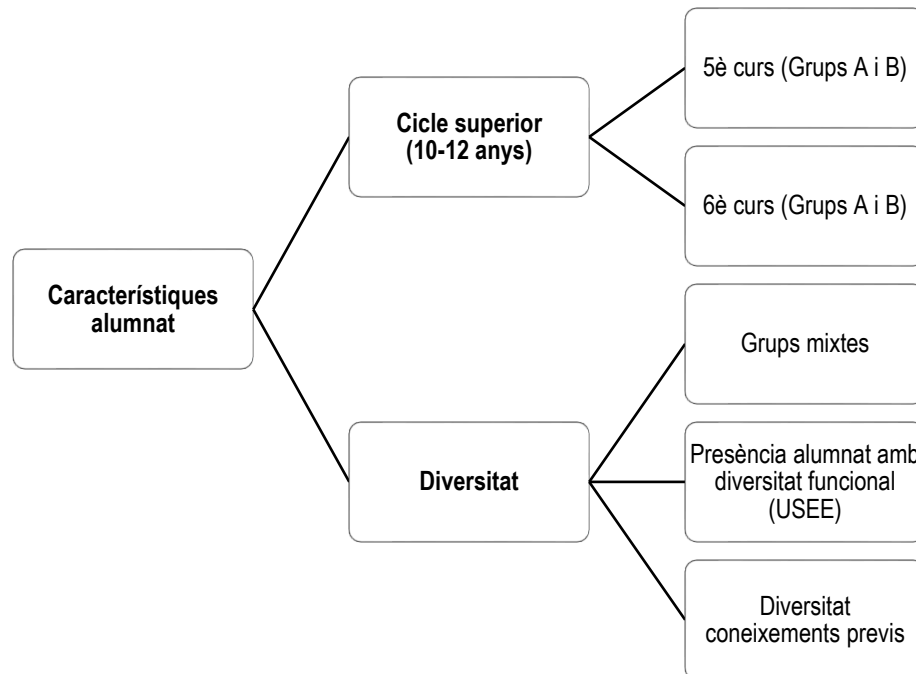 5è curs (Grups A i B)
Cicle superior
(10-12 anys)
6è curs (Grups A i B)
Característiques
alumnat
Grups mixtes
Diversitat
Presència alumnat amb
diversitat funcional
(USEE)
Diversitat
coneixements previs